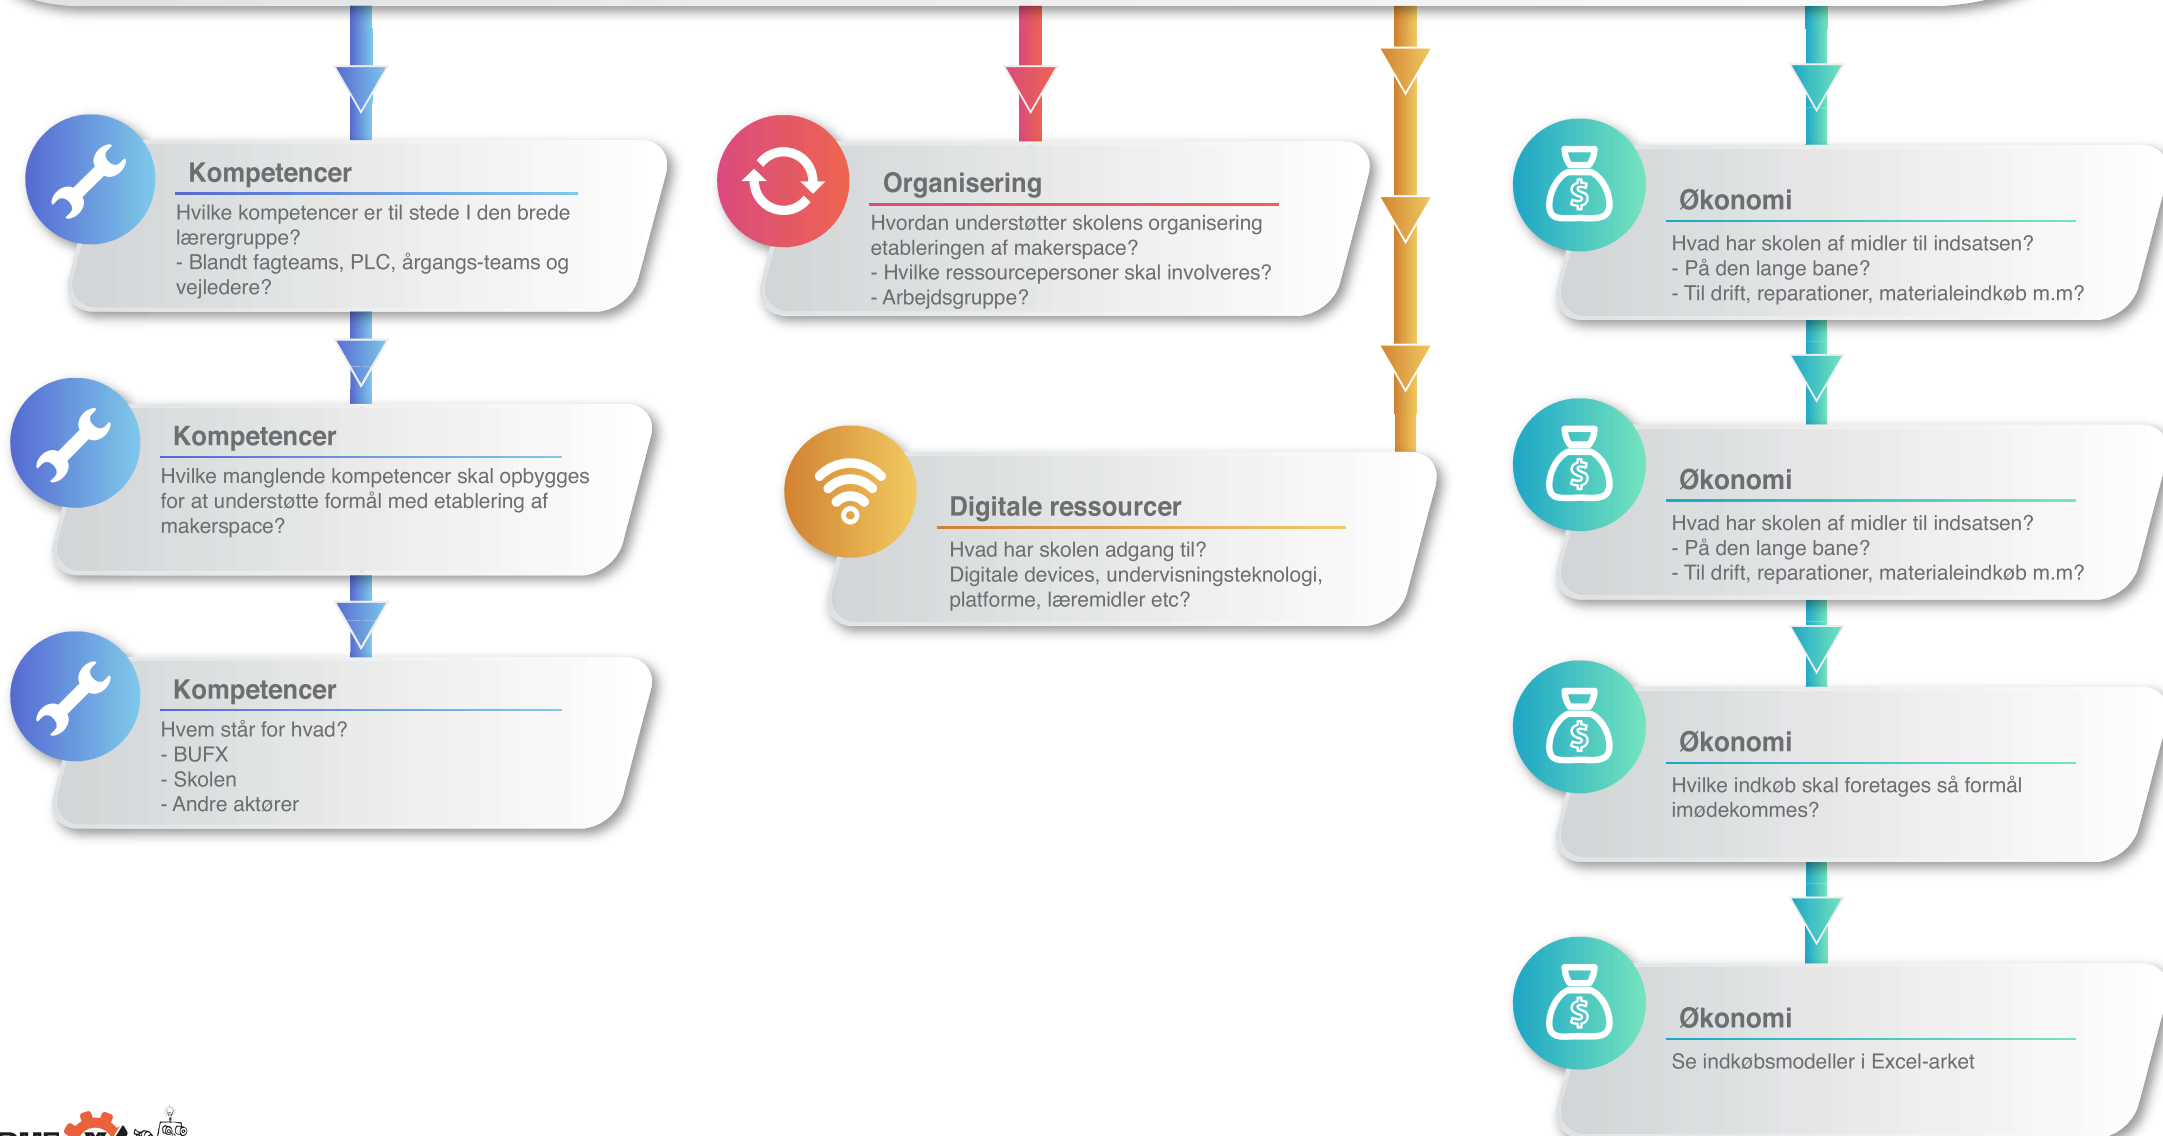 Kompetencer
Hvilke kompetencer er til stede I den brede
lærergruppe?
- Blandt fagteams, PLC, årgangs-teams og
vejledere?
Kompetencer
Hvilke manglende kompetencer skal opbygges
for at understøtte formål med etablering af
makerspace?
Kompetencer
Hvem står for hvad?
- BUFX
- Skolen
- Andre aktører
Organisering
Hvordan understøtter skolens organisering
etableringen af makerspace?
- Hvilke ressourcepersoner skal involveres?
- Arbejdsgruppe?
Digitale ressourcer
Hvad har skolen adgang til?
Digitale devices, undervisningsteknologi,
platforme, læremidler etc?
Økonomi
Hvad har skolen af midler til indsatsen?
- På den lange bane?
- Til drift, reparationer, materialeindkøb m.m?
Økonomi
Hvad har skolen af midler til indsatsen?
- På den lange bane?
- Til drift, reparationer, materialeindkøb m.m?
Økonomi
Hvilke indkøb skal foretages så formål
imødekommes?
Økonomi
Se indkøbsmodeller i Excel-arket